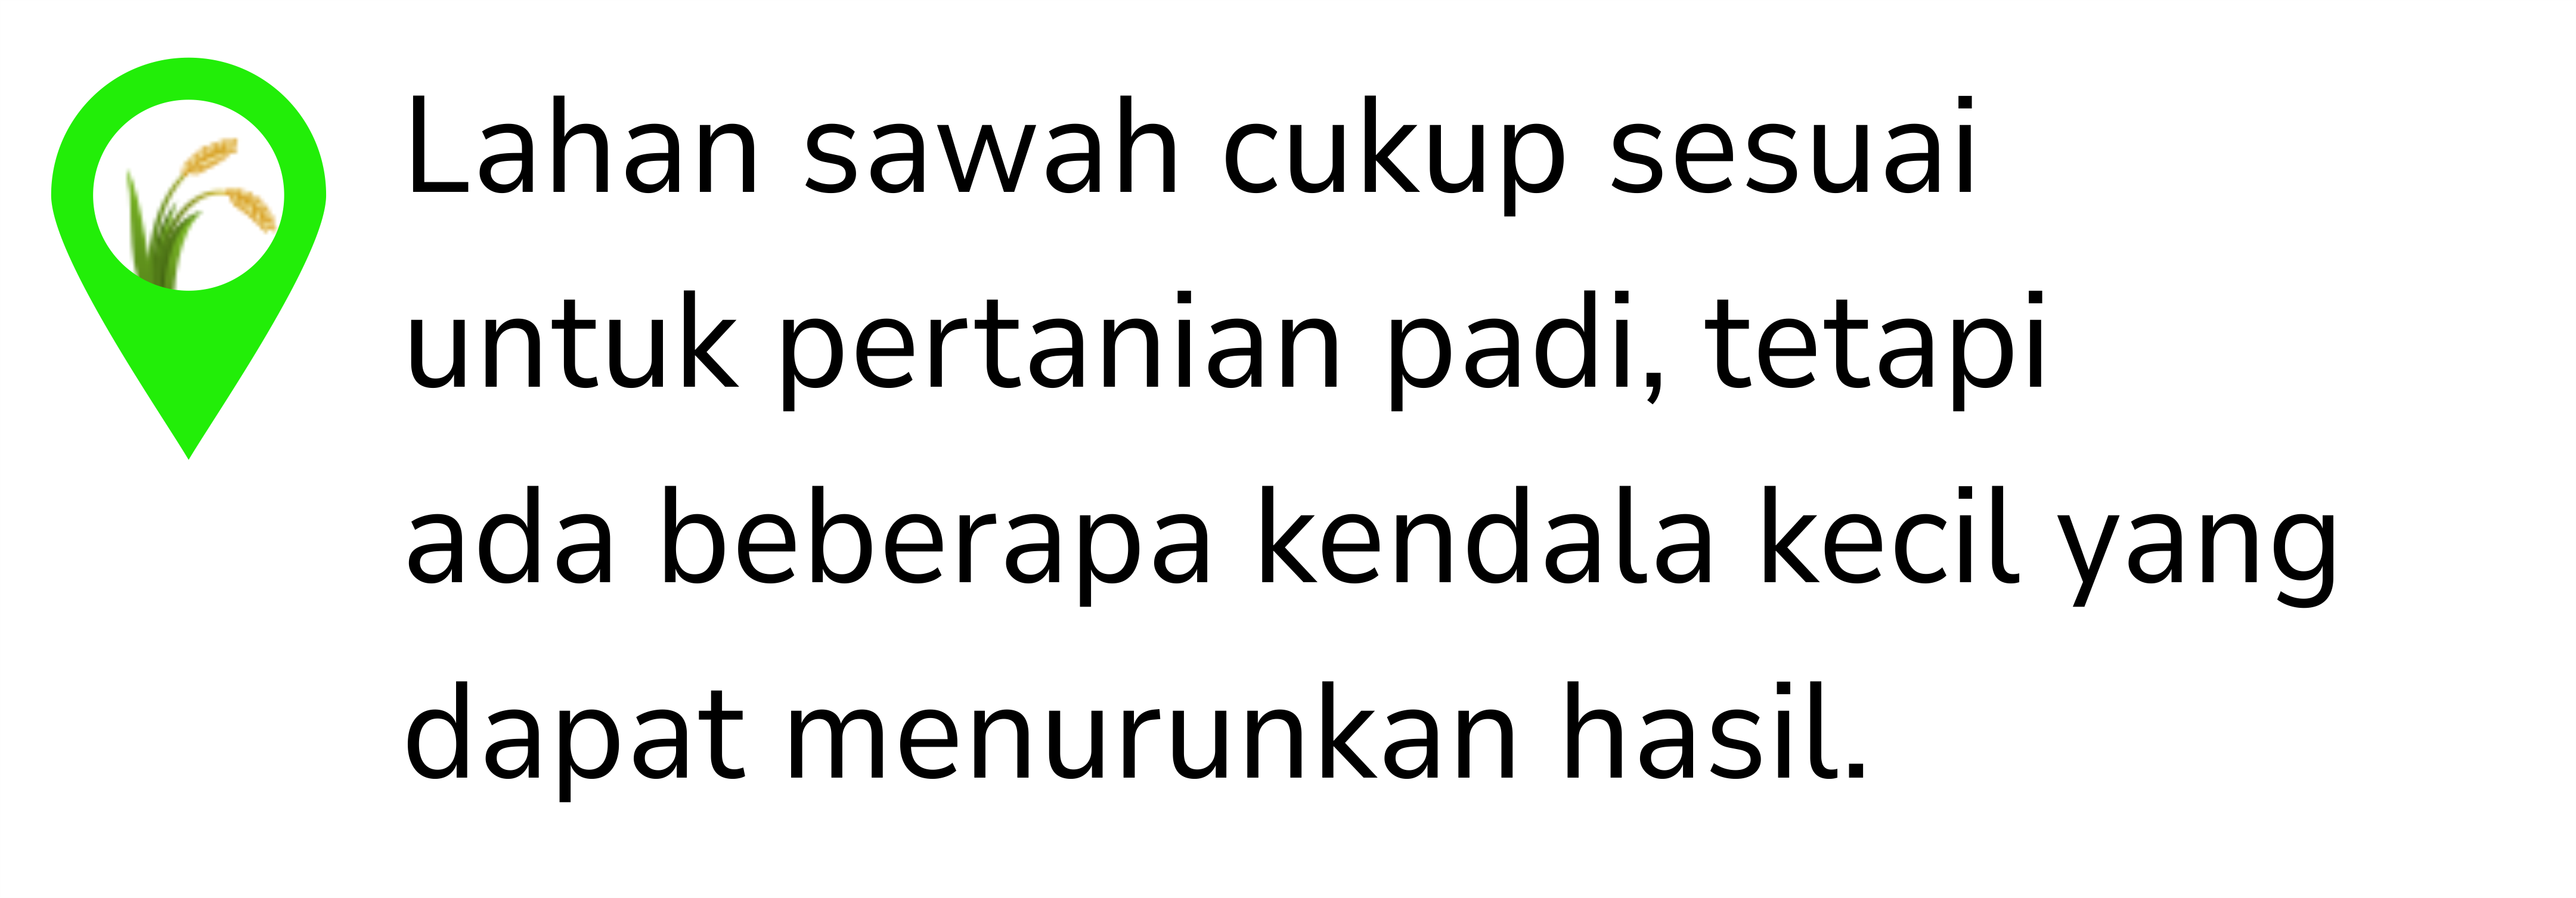 Lahan sawah cukup sesuai
untuk pertanian padi, tetapi
ada beberapa kendala kecil yang
dapat menurunkan hasil.